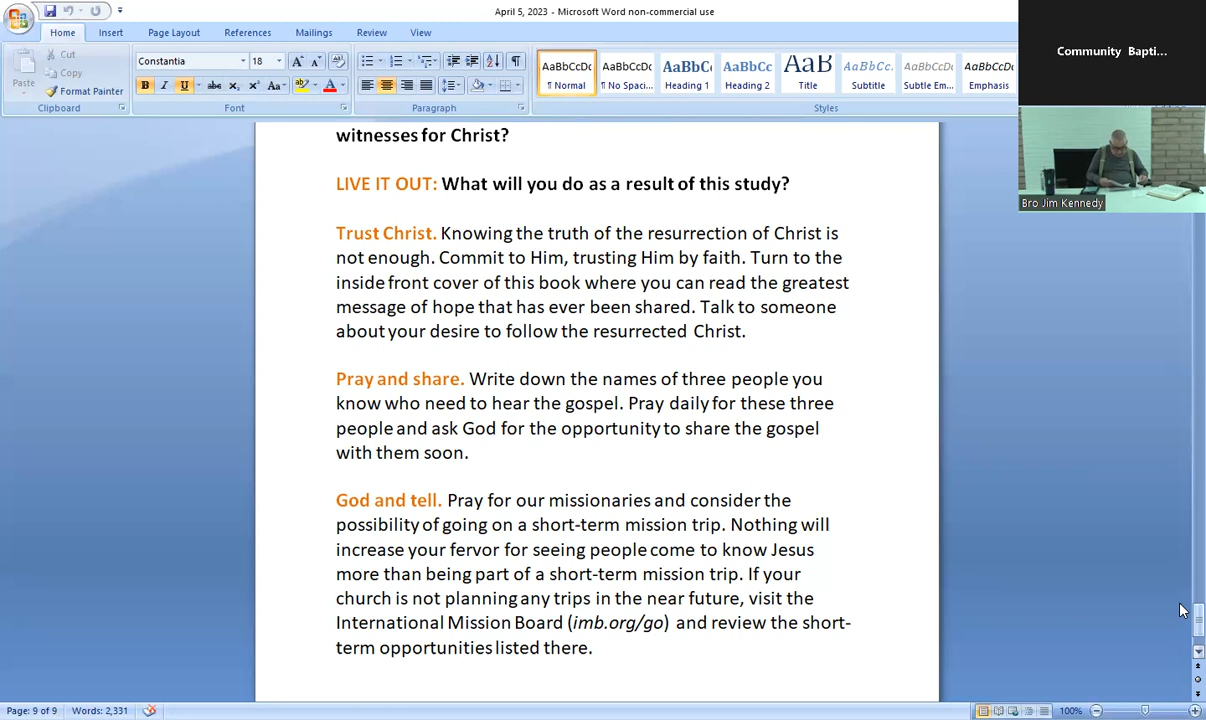 April 5, 2023 - Microsoft Word non-commercial use
Home Insert Page Layout References Mailings Review View
Paste
Cut
Copy
Format Painter
Clipboard
Constantia 18
Font
Paragraph
AaBbCcDc AaBbCcDc AaBbC AaBbCc AaB AaBbCc. AaBbCcDc AaBbCcDc
¶ Normal ¶ No Spaci... Heading 1 Heading 2 Title Subtitle Subtle Em... Emphasis
Styles
Community Bapti...
Bro Jim Kennedy
witnesses for Christ?
LIVE IT OUT: What will you do as a result of this study?
Trust Christ. Knowing the truth of the resurrection of Christ is
not enough. Commit to Him, trusting Him by faith. Turn to the
inside front cover of this book where you can read the greatest
message of hope that has ever been shared. Talk to someone
about your desire to follow the resurrected Christ.
Pray and share. Write down the names of three people you
know who need to hear the gospel. Pray daily for these three
people and ask God for the opportunity to share the gospel
with them soon.
God and tell. Pray for our missionaries and consider the
possibility of going on a short-term mission trip. Nothing will
increase your fervor for seeing people come to know Jesus
more than being part of a short-term mission trip. If your
church is not planning any trips in the near future, visit the
International Mission Board (imb.org/go) and review the short-
term opportunities listed there.
Page: 9 of 9 Words: 2,331
100%